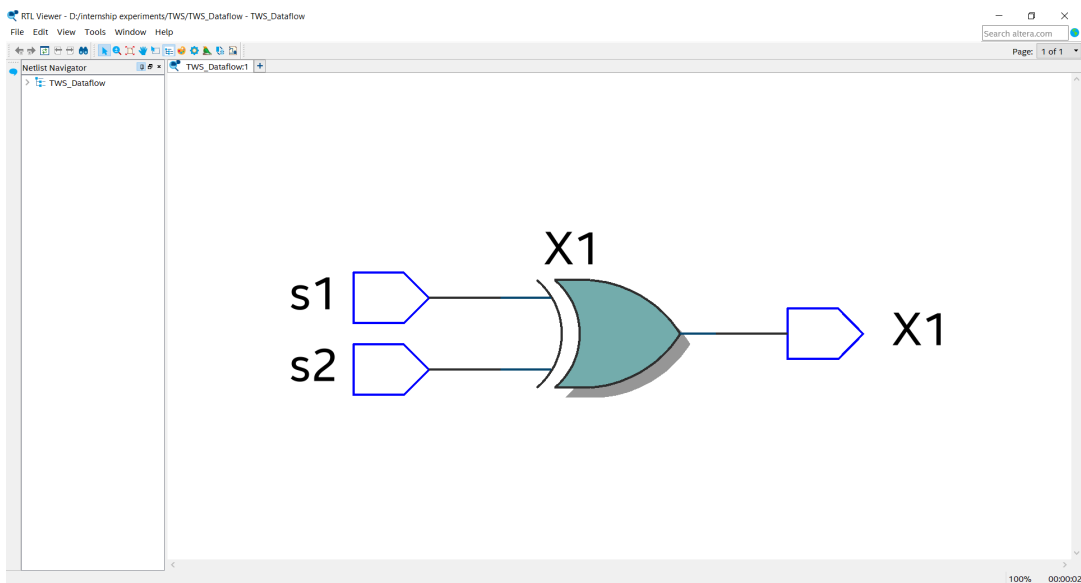 RTL Viewer - D:/internship experiments/TWS/TWS_Dataflow - TWS_Dataflow
File Edit View Tools Window Help
Search altera.com
Page: 1 of 1
Netlist Navigator
TWS_Dataflow:1
TWS_Dataflow
X1
s1
X1
s2
100% 00:00:02